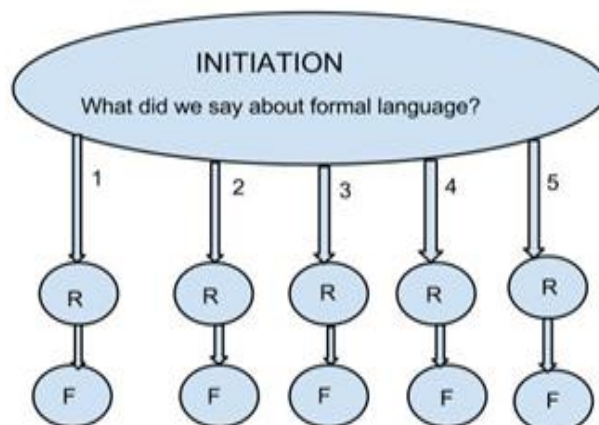 INITIATION
What did we say about formal language?
1 2 3 4 5
R R R R R
F F F F F